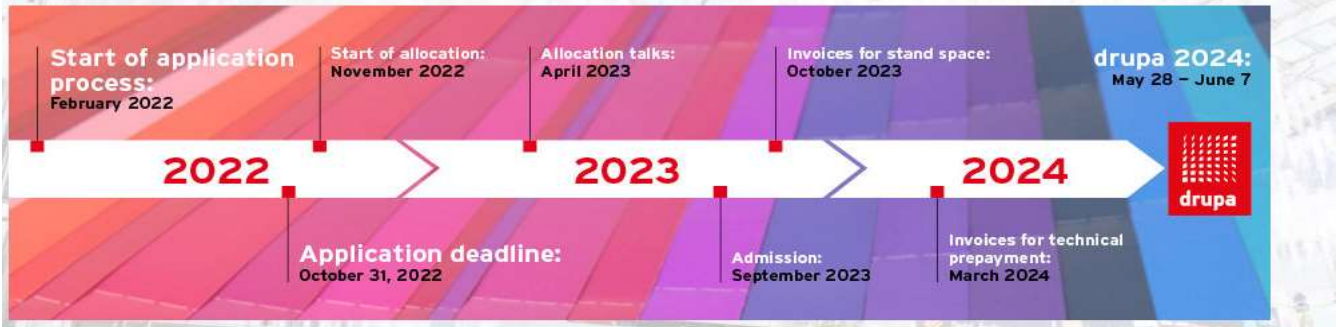 Start of application
process:
February 2022
Start of allocation:
November 2022
Allocation talks:
April 2023
Invoices for stand space:
October 2023
drupa 2024:
May 28 – June 7
2022
2023
2024
drupa
Application deadline:
October 31, 2022
Admission:
September 2023
Invoices for technical
prepayment:
March 2024